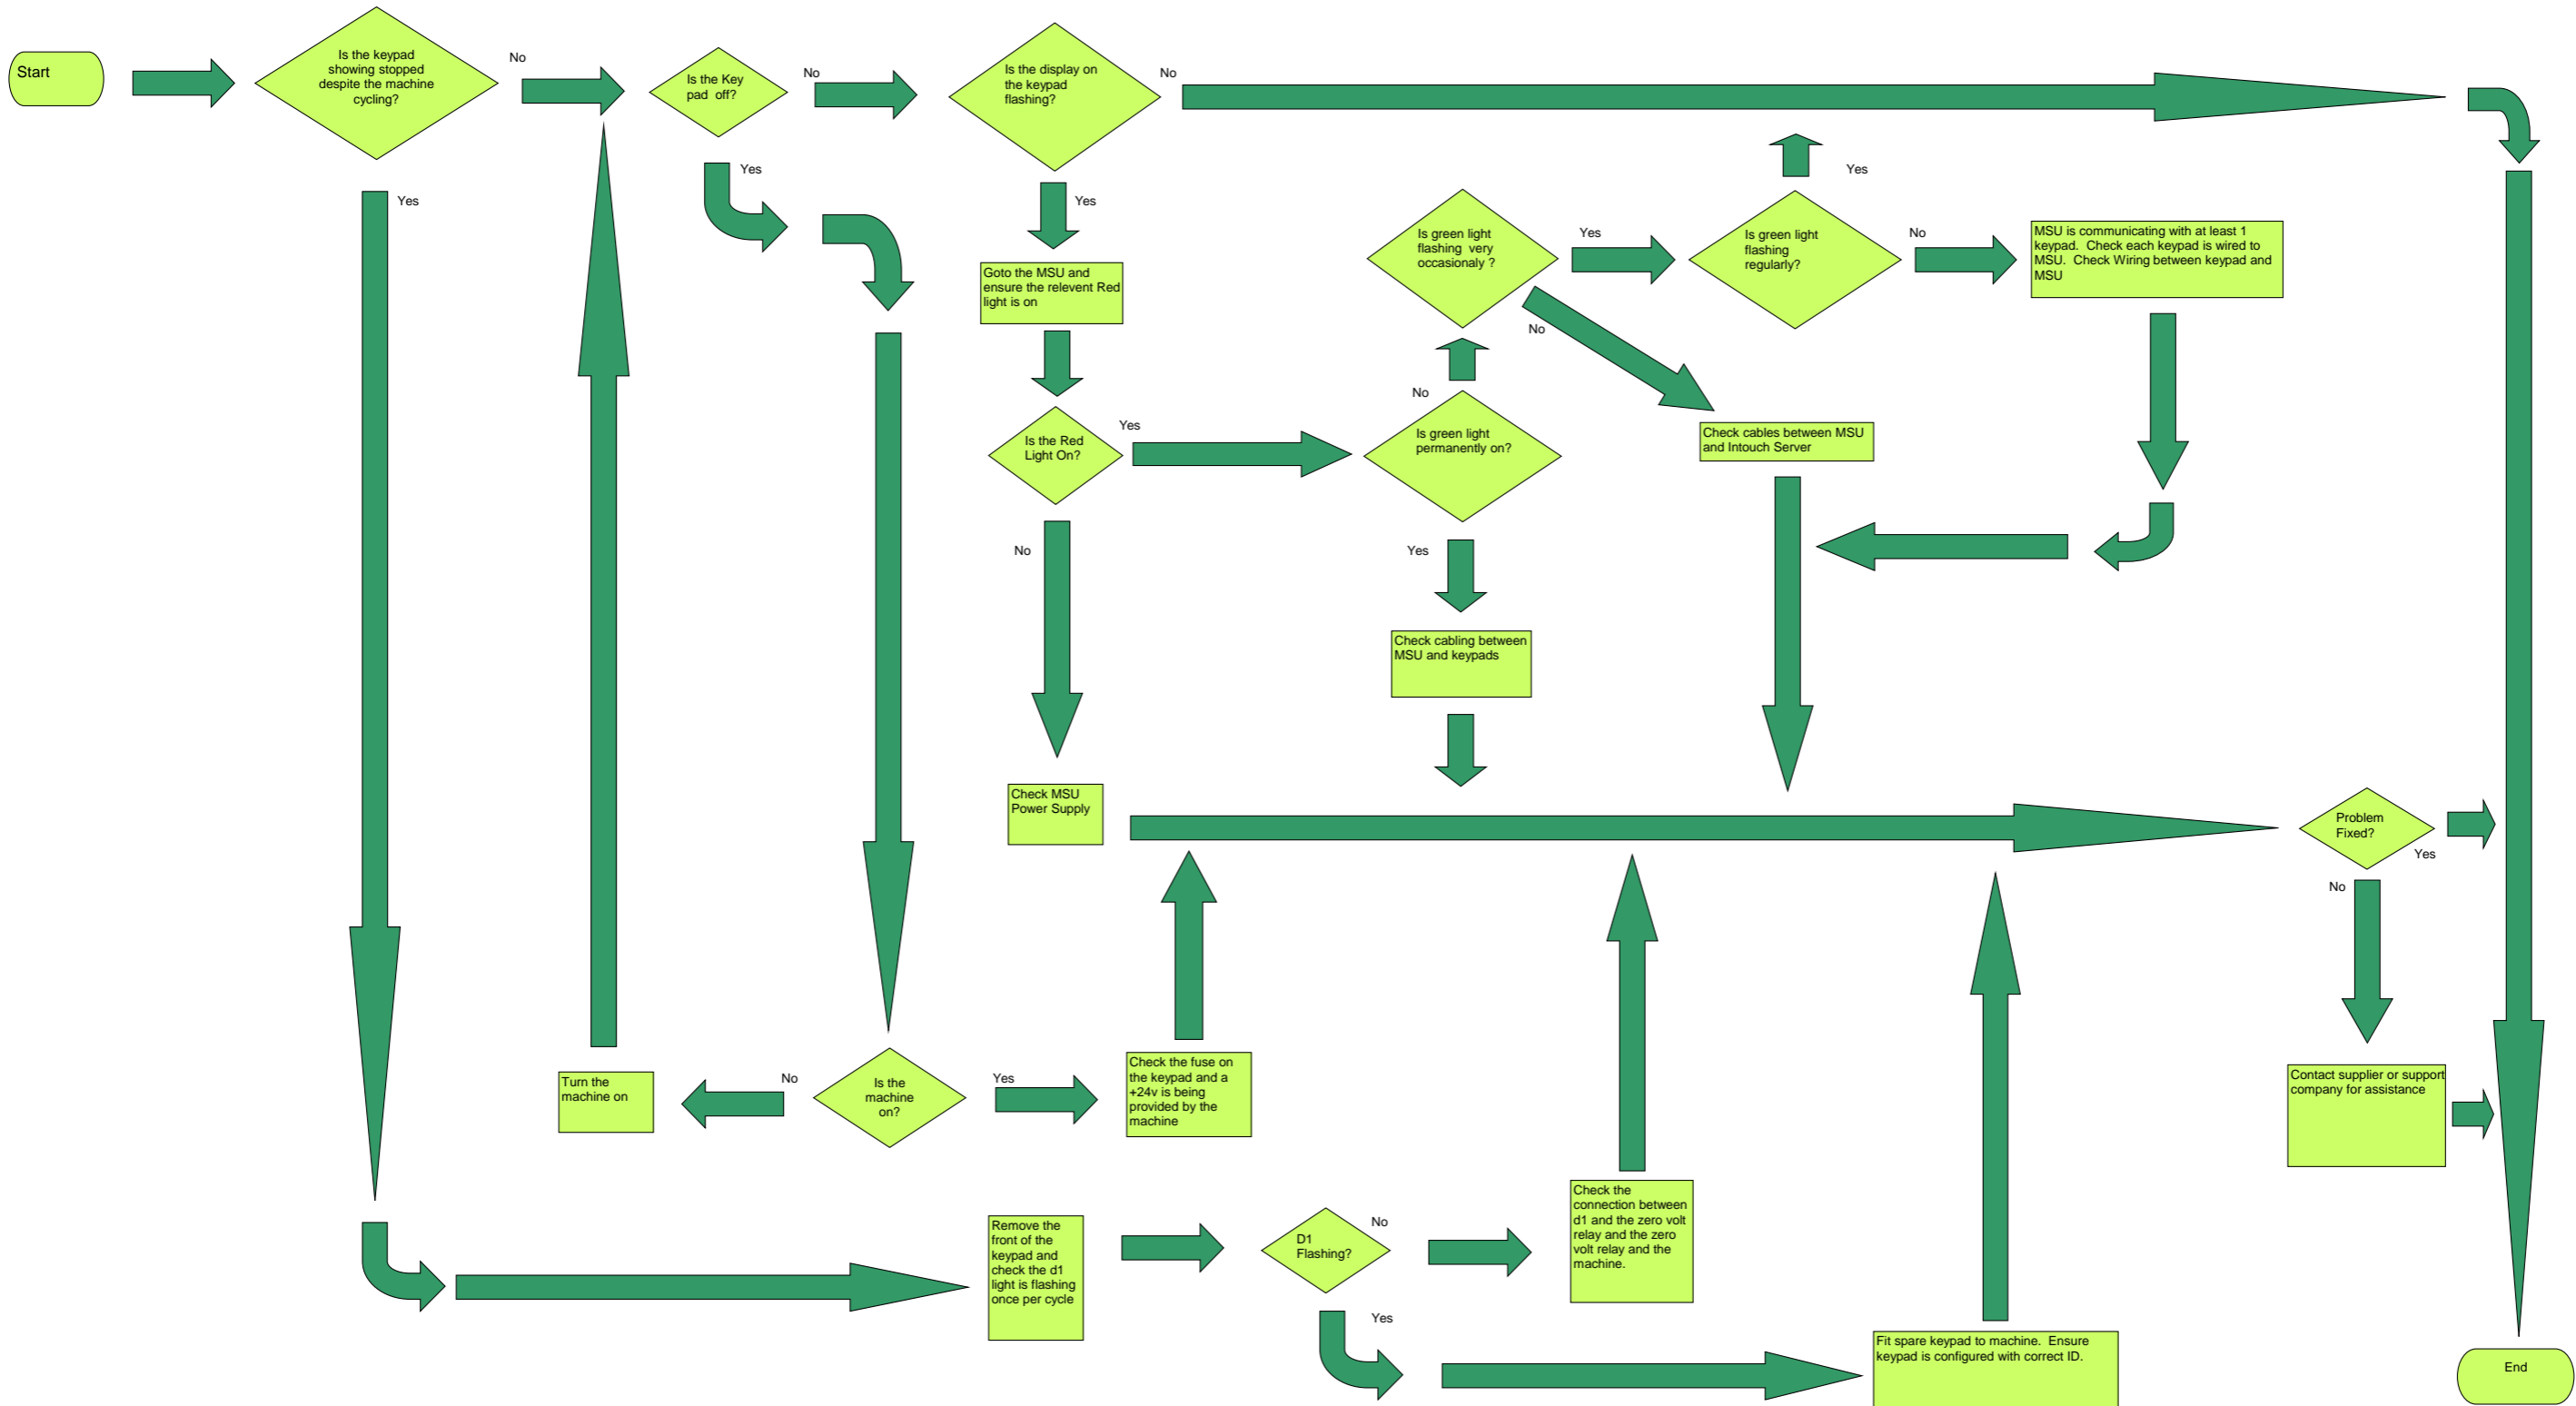 Start
Is the keypad
showing stopped
despite the machine
cycling?
No
Is the Key
pad off?
No
Is the display on
the keypad
flashing?
No
Yes
Yes
Yes
Yes
Is green light
flashing very
occasionaly ?
Yes
Is green light
flashing
regularly?
No
MSU is communicating with at least 1
keypad. Check each keypad is wired to
MSU. Check Wiring between keypad and
MSU
Goto the MSU and
ensure the relevent Red
light is on
No
No
Is the Red
Light On?
Yes
Is green light
permanently on?
Check cables between MSU
and Intouch Server
No
Yes
Check cabling between
MSU and keypads
Check MSU
Power Supply
Problem
Fixed?
Yes
No
Turn the
machine on
No
Is the
machine
on?
Yes
Check the fuse on
the keypad and a
+24v is being
provided by the
machine
Contact supplier or support
company for assistance
Remove the
front of the
keypad and
check the d1
light is flashing
once per cycle
D1
Flashing?
No
Yes
Check the
connection between
d1 and the zero volt
relay and the zero
volt relay and the
machine.
Fit spare keypad to machine. Ensure
keypad is configured with correct ID.
End